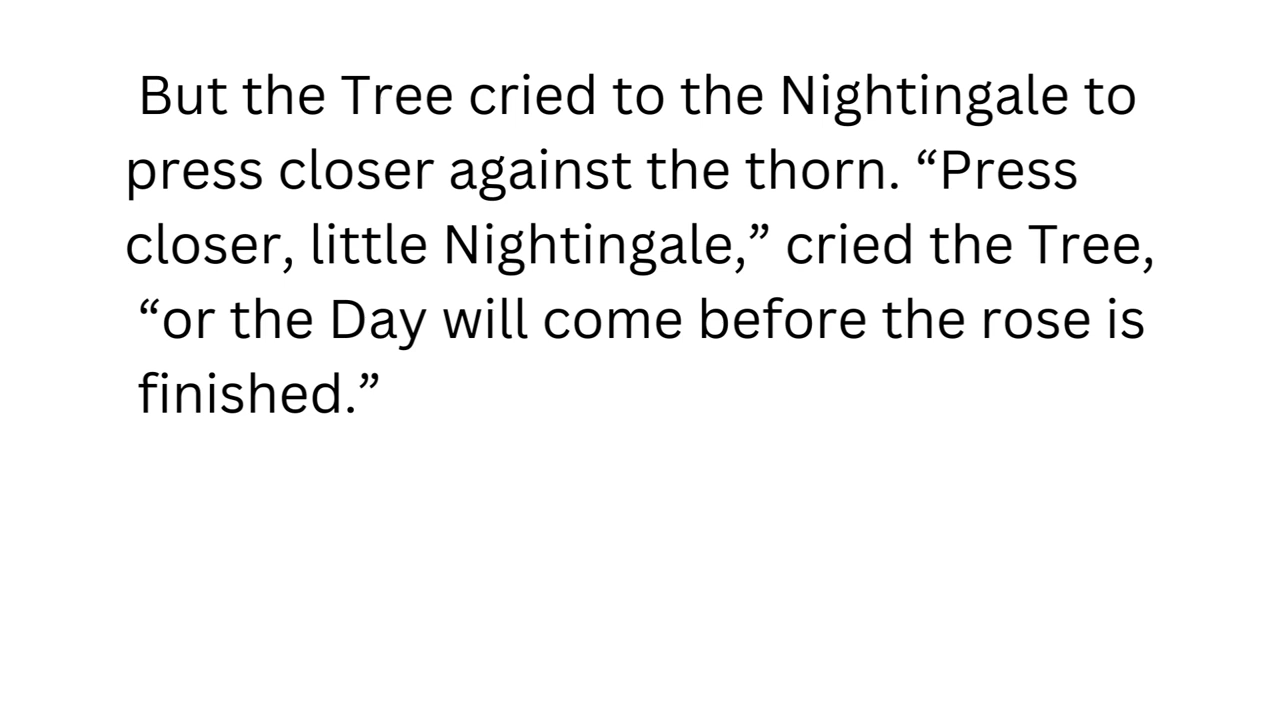 But the Tree cried to the Nightingale to
press closer against the thorn. “Press
closer, little Nightingale,” cried the Tree,
“or the Day will come before the rose is
finished.”